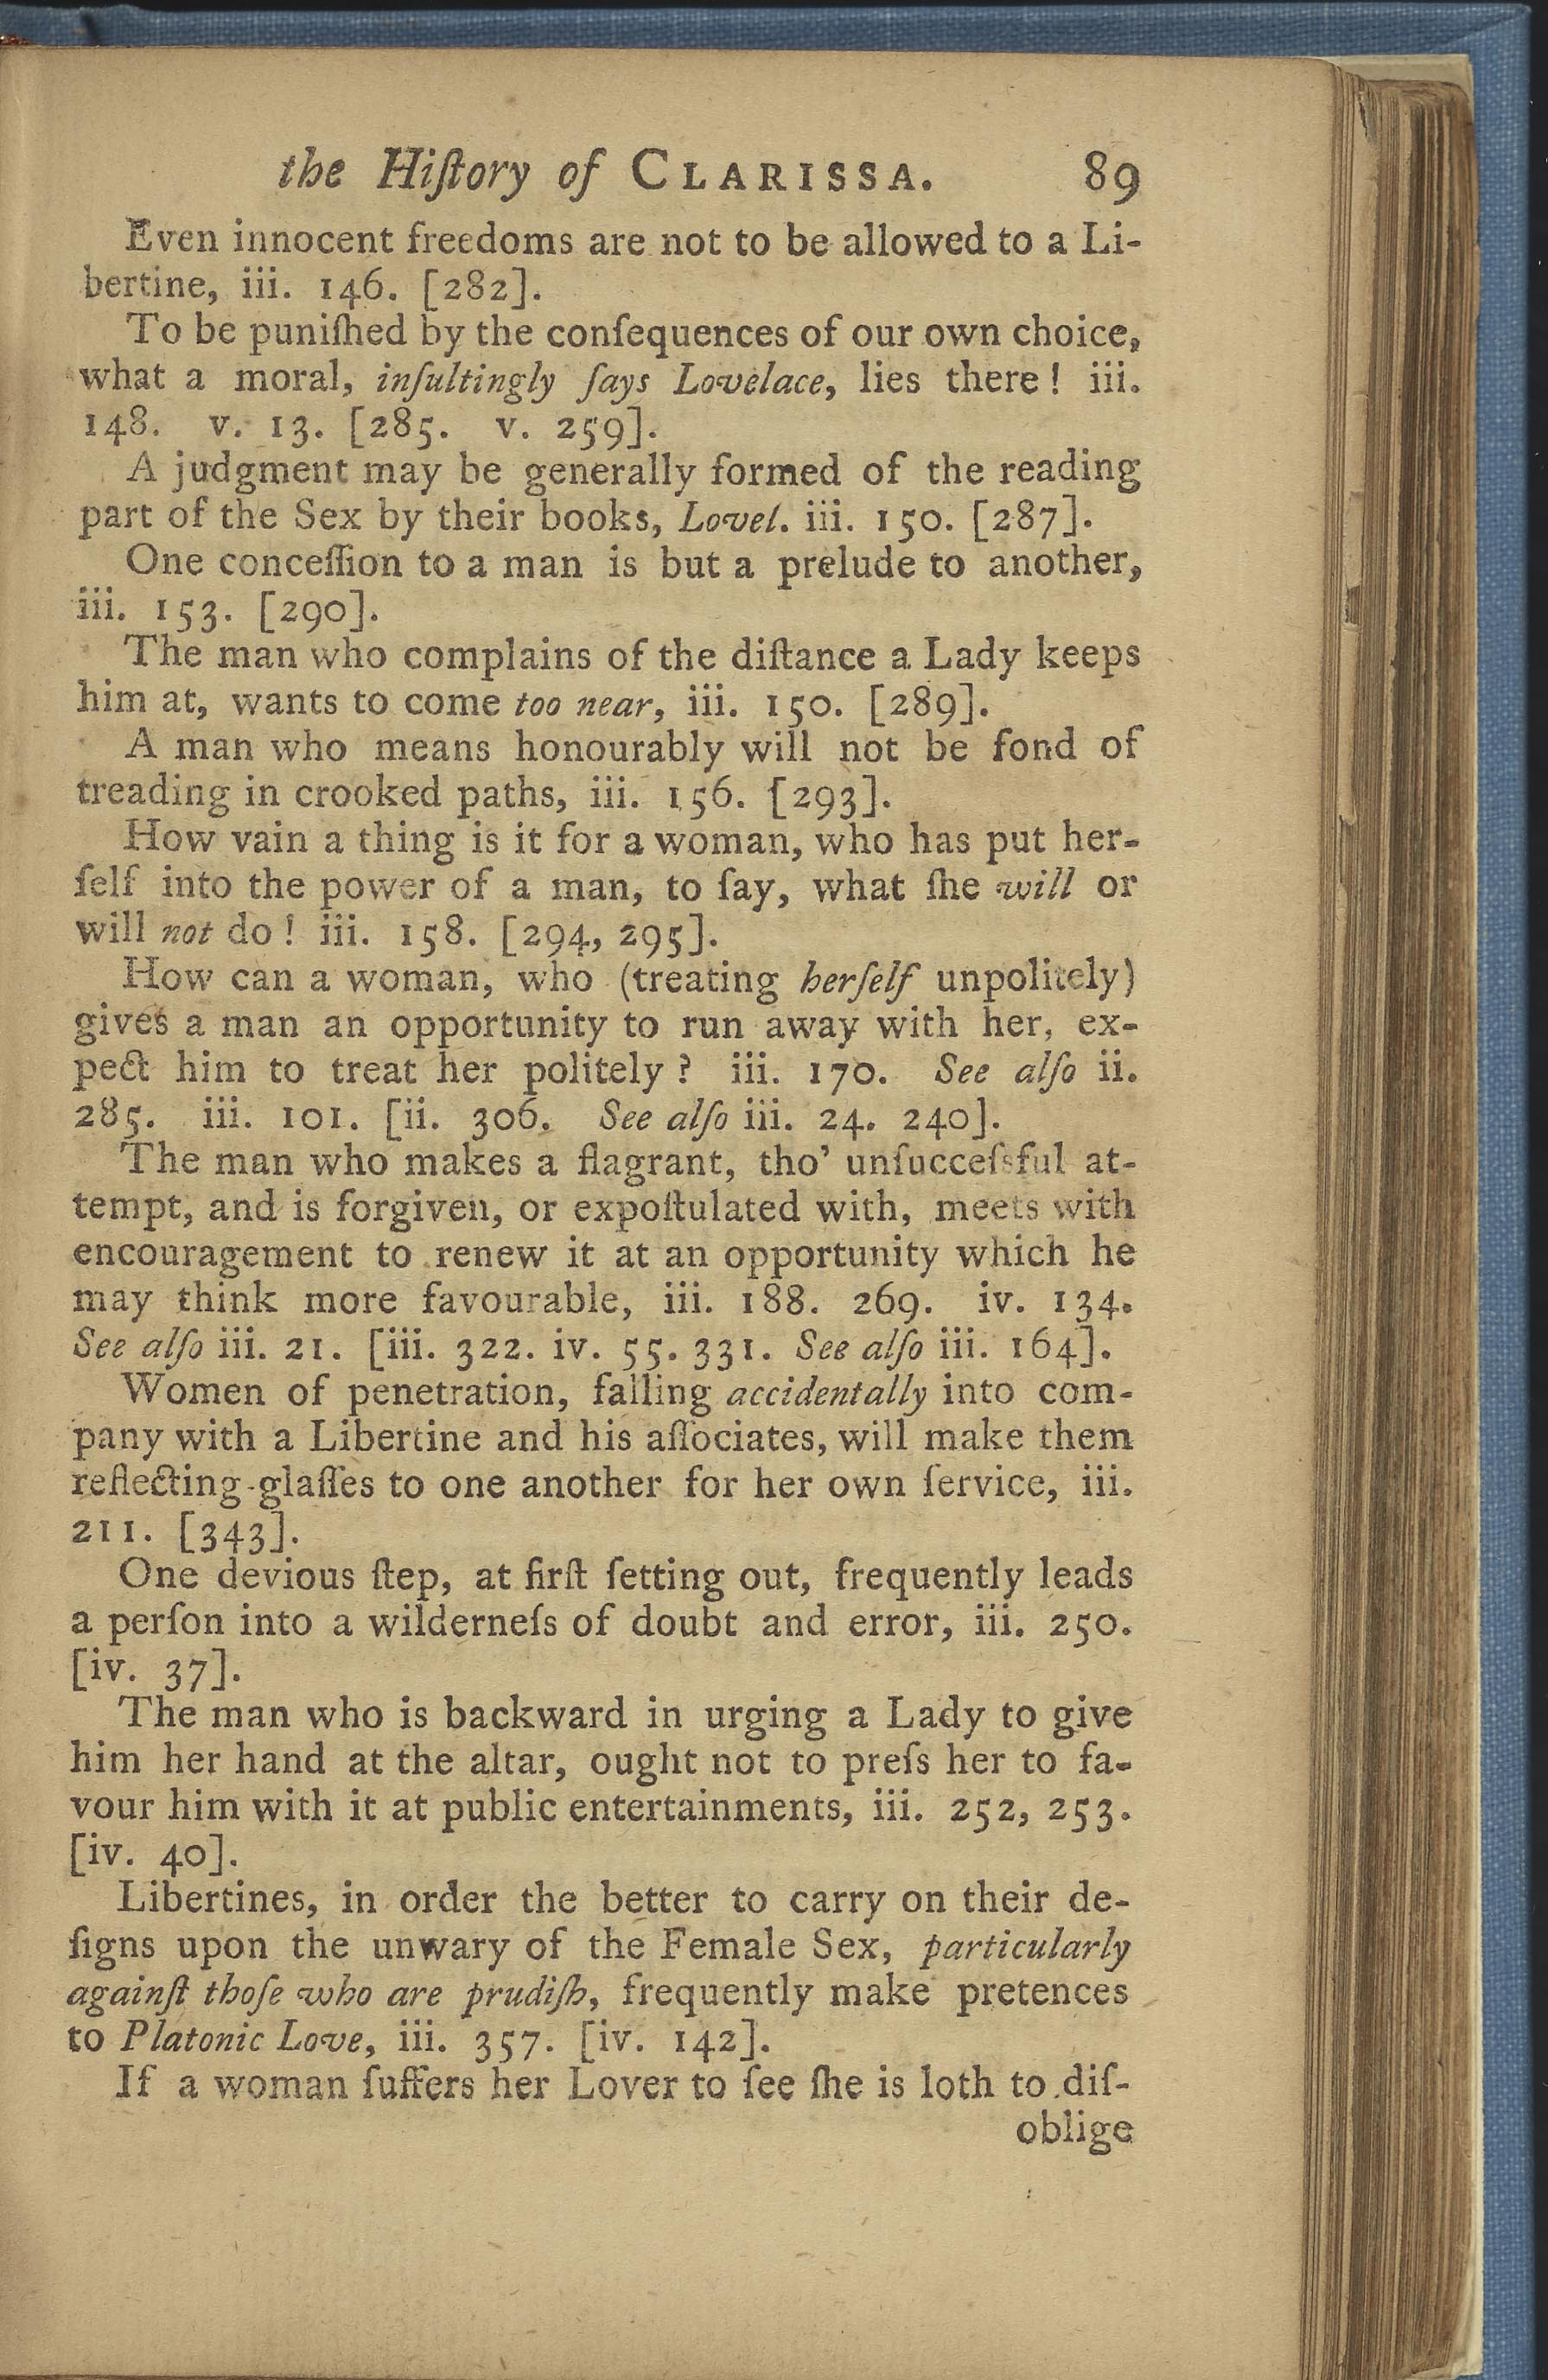 the Hiſtory of CLARISSA. 89
Even innocent freedoms are not to be allowed to a Li-
bertine, iii. 146. [282].
To be puniſhed by the conſequences of our own choice,
what a moral, inſultingly ſays Lovelace, lies there! iii.
148. v. 13. [285. v. 259].
A judgment may be generally formed of the reading
part of the Sex by their books, Lovel. iii. 150. [287].
One conceſſion to a man is but a prelude to another,
iii. 153. [290].
The man who complains of the diſtance a Lady keeps
him at, wants to come too near, iii. 150. [289].
A man who means honourably will not be fond of
treading in crooked paths, iii. 156. [293].
How vain a thing is it for a woman, who has put her-
ſelf into the power of a man, to ſay, what ſhe will or
will not do! iii. 158. [294, 295].
How can a woman, who (treating herſelf unpolitely)
gives a man an opportunity to run away with her, ex-
pect him to treat her politely? iii. 170. See alſo ii.
285. iii. 101. [ii. 306. See alſo iii. 24. 240].
The man who makes a flagrant, tho' unſucceſsful at-
tempt, and is forgiven, or expoſtulated with, meets with
encouragement to renew it at an opportunity which he
may think more favourable, iii. 188. 269. iv. 134.
See alſo iii. 21. [iii. 322. iv. 55. 331. See alſo iii. 164].
Women of penetration, falling accidentally into com-
pany with a Libertine and his aſſociates, will make them
reflecting-glaſſes to one another for her own ſervice, iii.
211. [343].
One devious ſtep, at firſt ſetting out, frequently leads
a perſon into a wilderneſs of doubt and error, iii. 250.
[iv. 37].
The man who is backward in urging a Lady to give
him her hand at the altar, ought not to preſs her to fa-
vour him with it at public entertainments, iii. 252, 253.
[iv. 40].
Libertines, in order the better to carry on their de-
ſigns upon the unwary of the Female Sex, particularly
againſt thoſe who are prudiſh, frequently make pretences
to Platonic Love, iii. 357. [iv. 142].
If a woman ſuffers her Lover to ſee ſhe is loth to diſ-
oblige